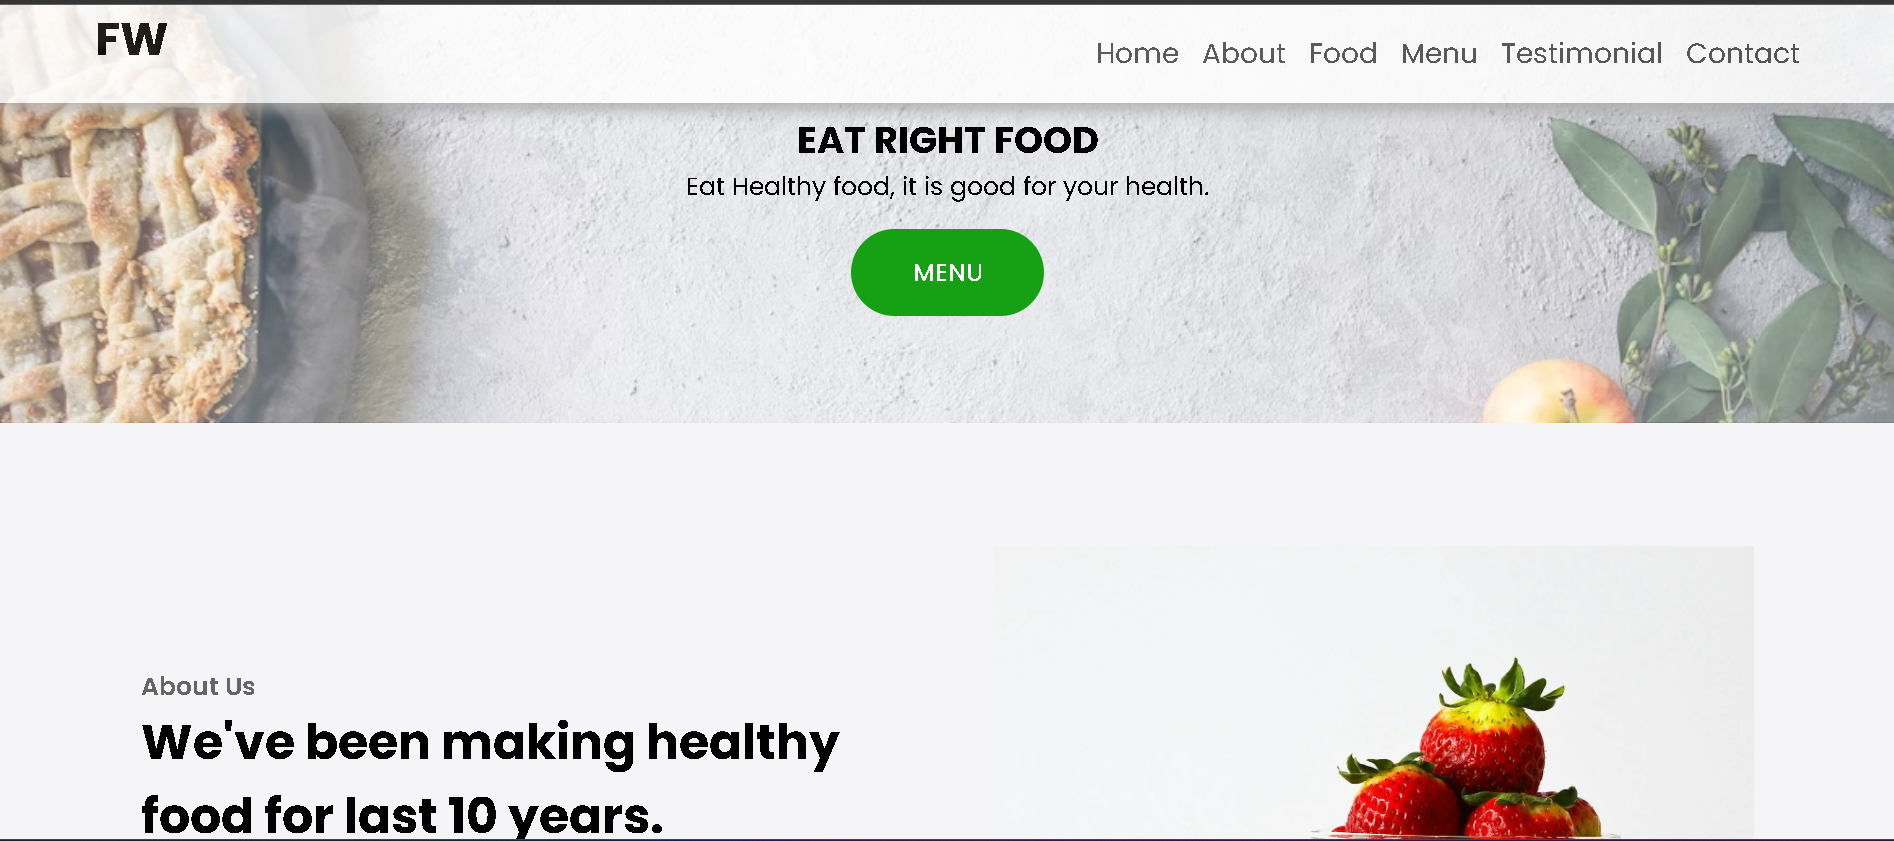 FW
Home About Food Menu Testimonial Contact
EAT RIGHT FOOD
Eat Healthy food, it is good for your health.
MENU
About Us
We've been making healthy
food for last 10 years.